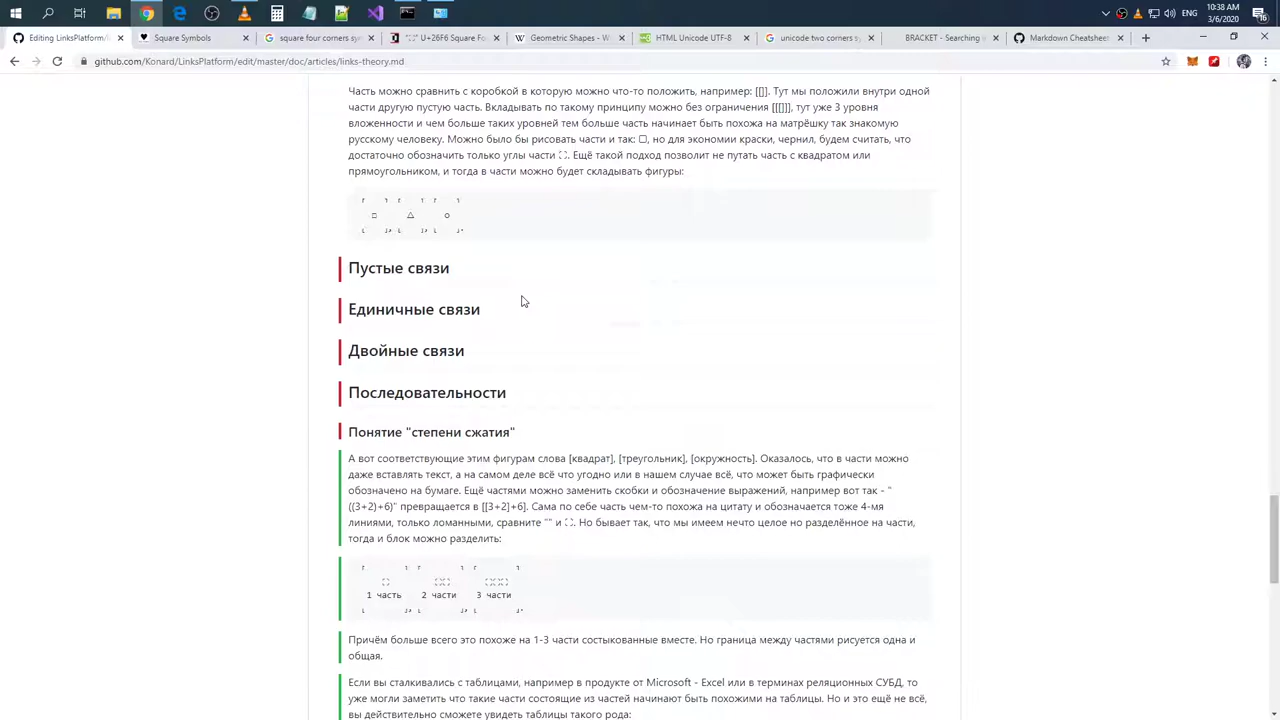 10:38 AM
ENG
3/6/2020
16
Editing LinksPlatform/l
Square Symbols
square four corners sy
U+26F6 Square Fo
Geometric Shapes - W
HTML Unicode UTF-8
unicode two corners s
BRACKET - Searching
Markdown Cheatshee
github.com/Konard/LinksPlatform/edit/master/doc/articles/links-theory.md
Часть можно сравнить с коробкой в которую можно что-то положить, например: [[]]. Тут мы положили внутри одной
части другую пустую часть. Вкладывать по такому принципу можно без ограничения [[[]]], тут уже 3 уровня
вложенности и чем больше таких уровней тем больше часть начинает быть похожа на матрёшку так знакомую
русскому человеку. Можно было бы рисовать части и так: ▢, но для экономии краски, чернил, будем считать, что
достаточно обозначить только углы части ⛶. Ещё такой подход позволит не путать часть с квадратом или
прямоугольником, и тогда в части можно будет складывать фигуры:
⌜ ⌝ ⌜ ⌝ ⌜ ⌝
□ △ ○
⌞ ⌟, ⌞ ⌟, ⌞ ⌟.
Пустые связи
Единичные связи
Двойные связи
Последовательности
Понятие "степени сжатия"
А вот соответствующие этим фигурам слова [квадрат], [треугольник], [окружность]. Оказалось, что в части можно
даже вставлять текст, а на самом деле всё что угодно или в нашем случае всё, что может быть графически
обозначено на бумаге. Ещё частями можно заменить скобки и обозначение выражений, например вот так - "
((3+2)+6)" превращается в [[3+2]+6]. Сама по себе часть чем-то похожа на цитату и обозначается тоже 4-мя
линиями, только ломанными, сравните "" и ⛶. Но бывает так, что мы имеем нечто целое но разделённое на части,
тогда и блок можно разделить:
⌜ ⌝ ⌜ ⌝ ⌜ ⌝
1 часть 2 части 3 части
⌞ ⌟, ⌞ ⌟, ⌞ ⌟.
Причём больше всего это похоже на 1-3 части состыкованные вместе. Но граница между частями рисуется одна и
общая.
Если вы сталкивались с таблицами, например в продукте от Microsoft - Excel или в терминах реляционных СУБД, то
уже могли заметить что такие части состоящие из частей начинают быть похожими на таблицы. Но и это ещё не всё,
вы действительно сможете увидеть таблицы такого рода: